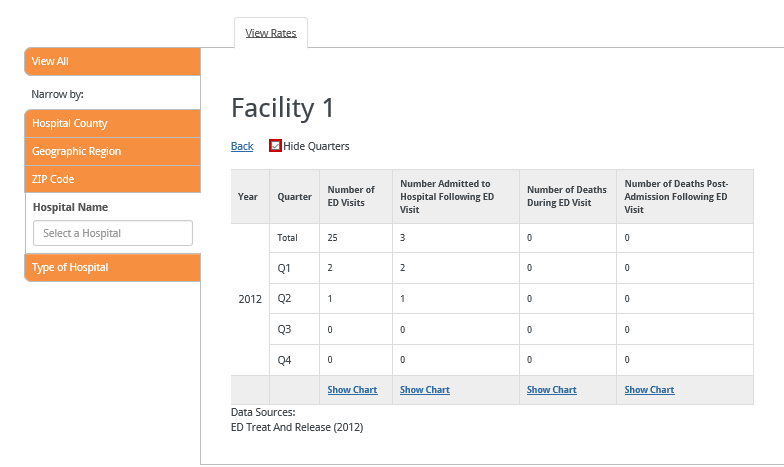 View Rates
View All
Narrow by:
Hospital County
Geographic Region
ZIP Code
Hospital Name
Select a Hospital
Type of Hospital
Facility 1
Back Hide Quarters
Year Quarter Number of ED Visits Number Admitted to Hospital Following ED Visit Number of Deaths During ED Visit Number of Deaths Post-Admission Following ED Visit
2012
Total 25 3 0 0
Q1 2 2 0 0
Q2 1 1 0 0
Q3 0 0 0 0
Q4 0 0 0 0
Show Chart Show Chart Show Chart Show Chart
Data Sources:
ED Treat And Release (2012)